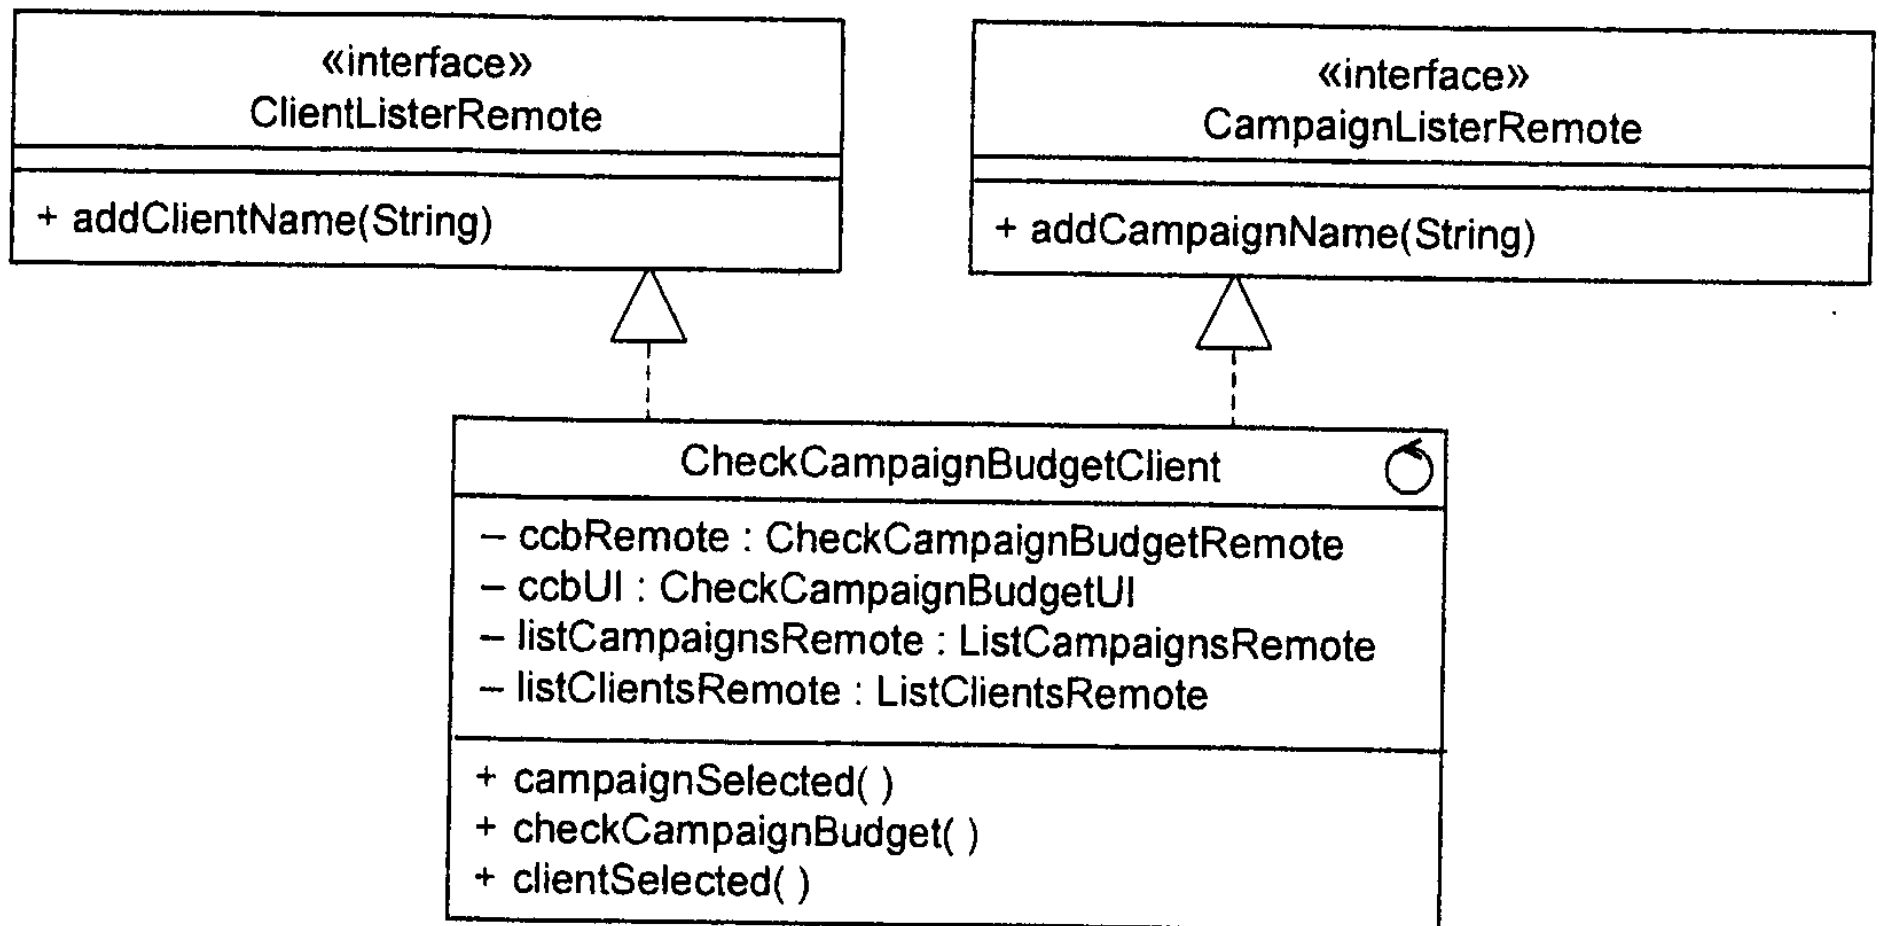 «interface»
ClientListerRemote
+ addClientName(String)
«interface»
CampaignListerRemote
+ addCampaignName(String)
CheckCampaignBudgetClient
– ccbRemote : CheckCampaignBudgetRemote
– ccbUI : CheckCampaignBudgetUI
– listCampaignsRemote : ListCampaignsRemote
– listClientsRemote : ListClientsRemote
+ campaignSelected( )
+ checkCampaignBudget( )
+ clientSelected( )